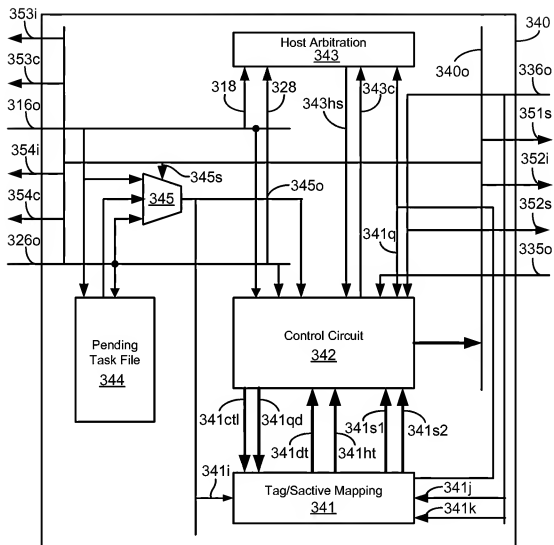 353i
353c
316o
354i
354c
326o
Host Arbitration
343
318
328
343hs
343c
340
340o
336o
351s
352i
352s
335o
345s
345
345o
341q
Pending
Task File
344
Control Circuit
342
341ctl
341qd
341dt
341ht
341s1
341s2
341i
Tag/Sactive Mapping
341
341j
341k